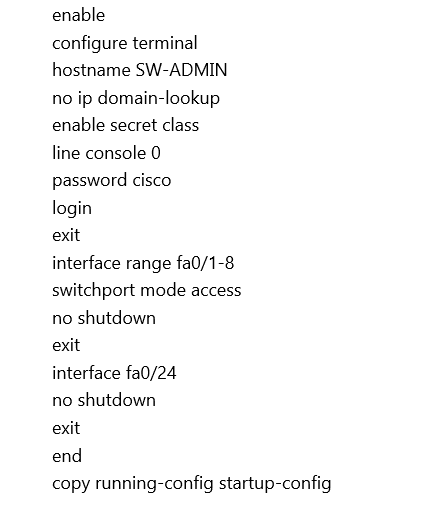 enable
configure terminal
hostname SW-ADMIN
no ip domain-lookup
enable secret class
line console 0
password cisco
login
exit
interface range fa0/1-8
switchport mode access
no shutdown
exit
interface fa0/24
no shutdown
exit
end
copy running-config startup-config